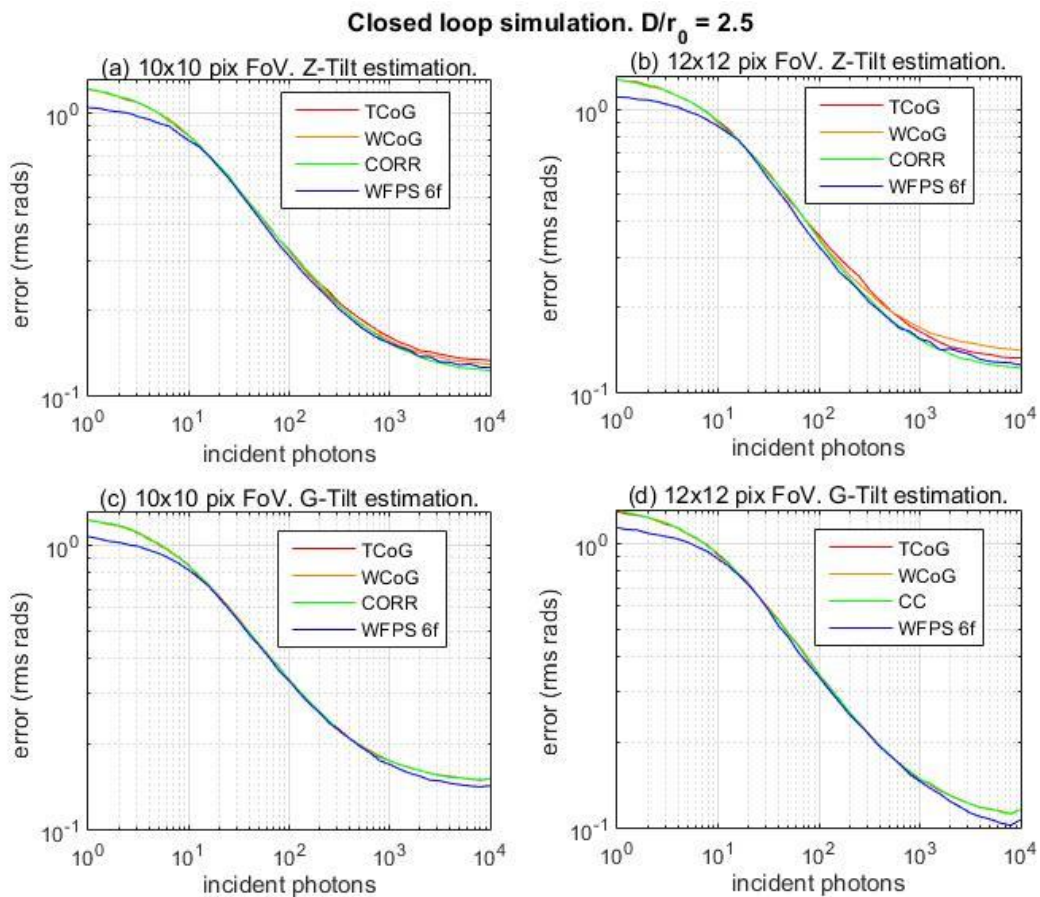 Closed loop simulation. D/r0 = 2.5
(a) 10x10 pix FoV. Z-Tilt estimation.
error (rms rads)
10^0
10^-1
TCoG
WCoG
CORR
WFPS 6f
10^0 10^1 10^2 10^3 10^4
incident photons
(b) 12x12 pix FoV. Z-Tilt estimation.
error (rms rads)
10^0
10^-1
TCoG
WCoG
CORR
WFPS 6f
10^0 10^1 10^2 10^3 10^4
incident photons
(c) 10x10 pix FoV. G-Tilt estimation.
error (rms rads)
10^0
10^-1
TCoG
WCoG
CORR
WFPS 6f
10^0 10^1 10^2 10^3 10^4
incident photons
(d) 12x12 pix FoV. G-Tilt estimation.
error (rms rads)
10^0
10^-1
TCoG
WCoG
CC
WFPS 6f
10^0 10^1 10^2 10^3 10^4
incident photons